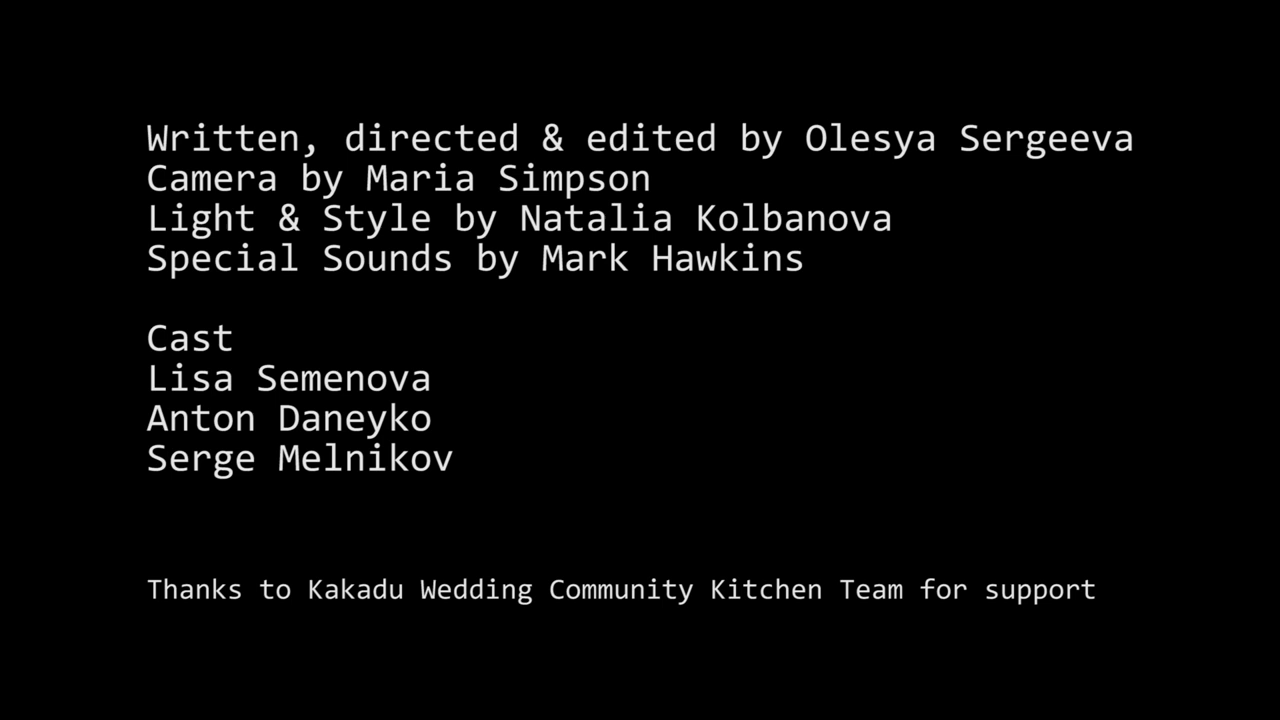 Written, directed & edited by Olesya Sergeeva
Camera by Maria Simpson
Light & Style by Natalia Kolbanova
Special Sounds by Mark Hawkins
Cast
Lisa Semenova
Anton Daneyko
Serge Melnikov
Thanks to Kakadu Wedding Community Kitchen Team for support